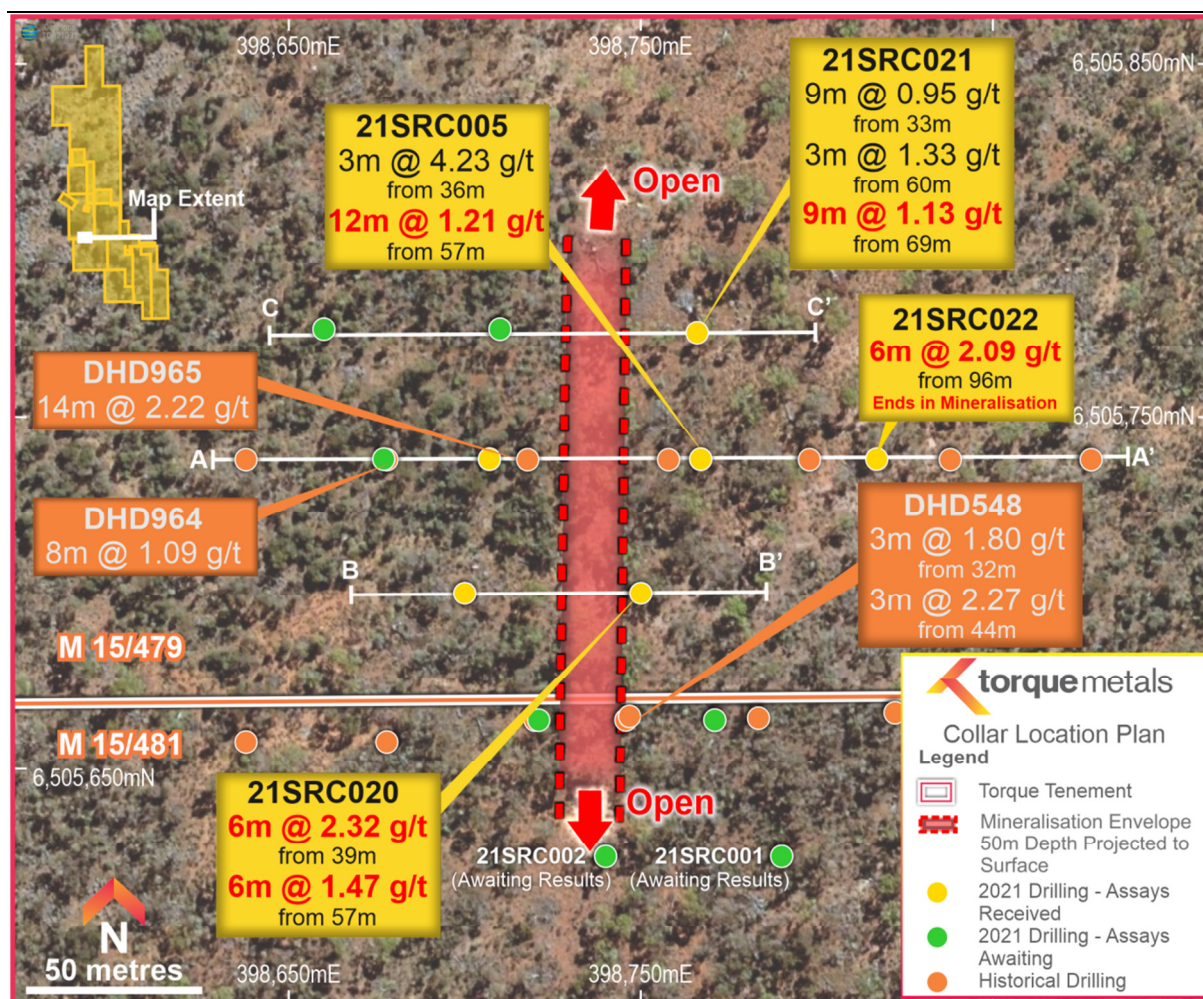 398,650mE
398,750mE
6,505,850mN
Map Extent
21SRC005
3m @ 4.23 g/t
from 36m
12m @ 1.21 g/t
from 57m
Open
21SRC021
9m @ 0.95 g/t
from 33m
3m @ 1.33 g/t
from 60m
9m @ 1.13 g/t
from 69m
C
C'
21SRC022
6m @ 2.09 g/t
from 96m
Ends in Mineralisation
DHD965
14m @ 2.22 g/t
6,505,750mN
A
A'
DHD964
8m @ 1.09 g/t
DHD548
3m @ 1.80 g/t
from 32m
3m @ 2.27 g/t
from 44m
B
B'
M 15/479
M 15/481
6,505,650mN
21SRC020
6m @ 2.32 g/t
from 39m
6m @ 1.47 g/t
from 57m
Open
21SRC002
(Awaiting Results)
21SRC001
(Awaiting Results)
N
50 metres
398,650mE
398,750mE
torquemetals
Collar Location Plan
Legend
Torque Tenement
Mineralisation Envelope
50m Depth Projected to
Surface
2021 Drilling - Assays
Received
2021 Drilling - Assays
Awaiting
Historical Drilling